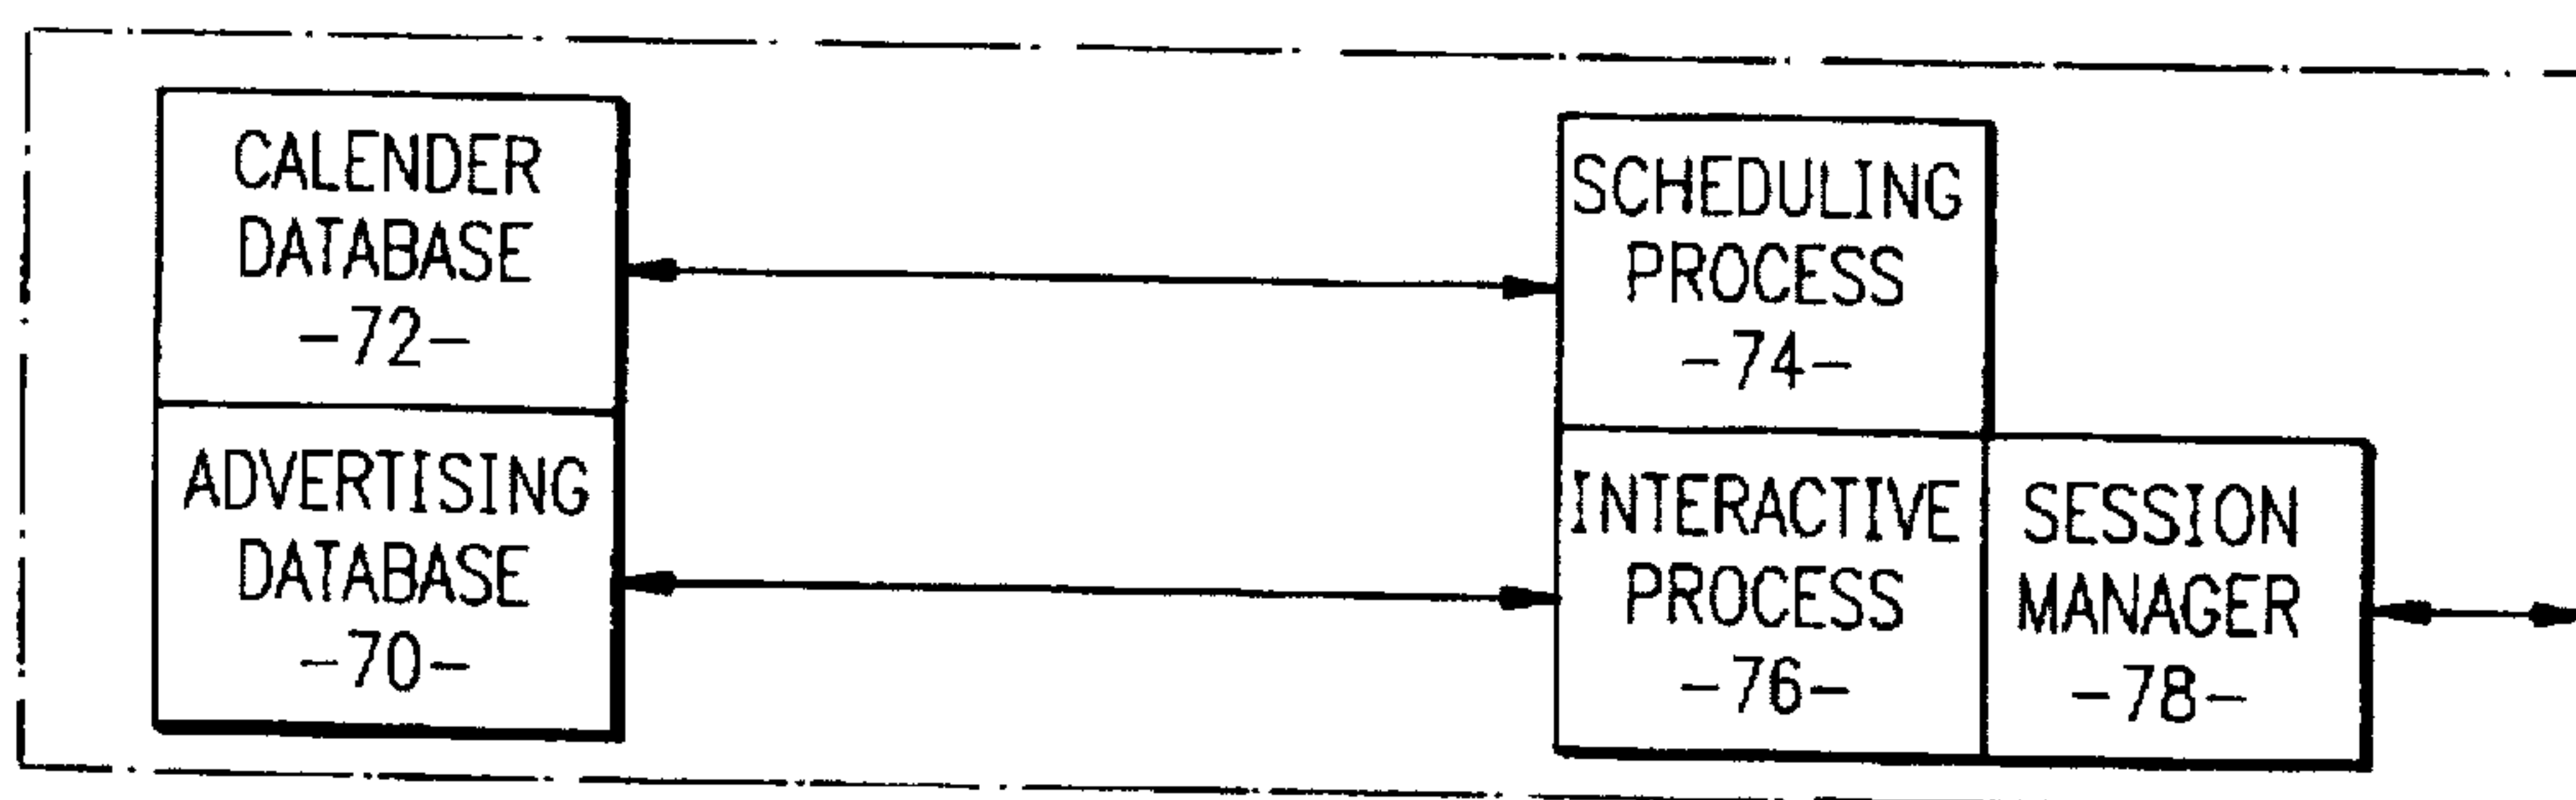 CALENDER
DATABASE
-72-
ADVERTISING
DATABASE
-70-
SCHEDULING
PROCESS
-74-
INTERACTIVE
PROCESS
-76-
SESSION
MANAGER
-78-